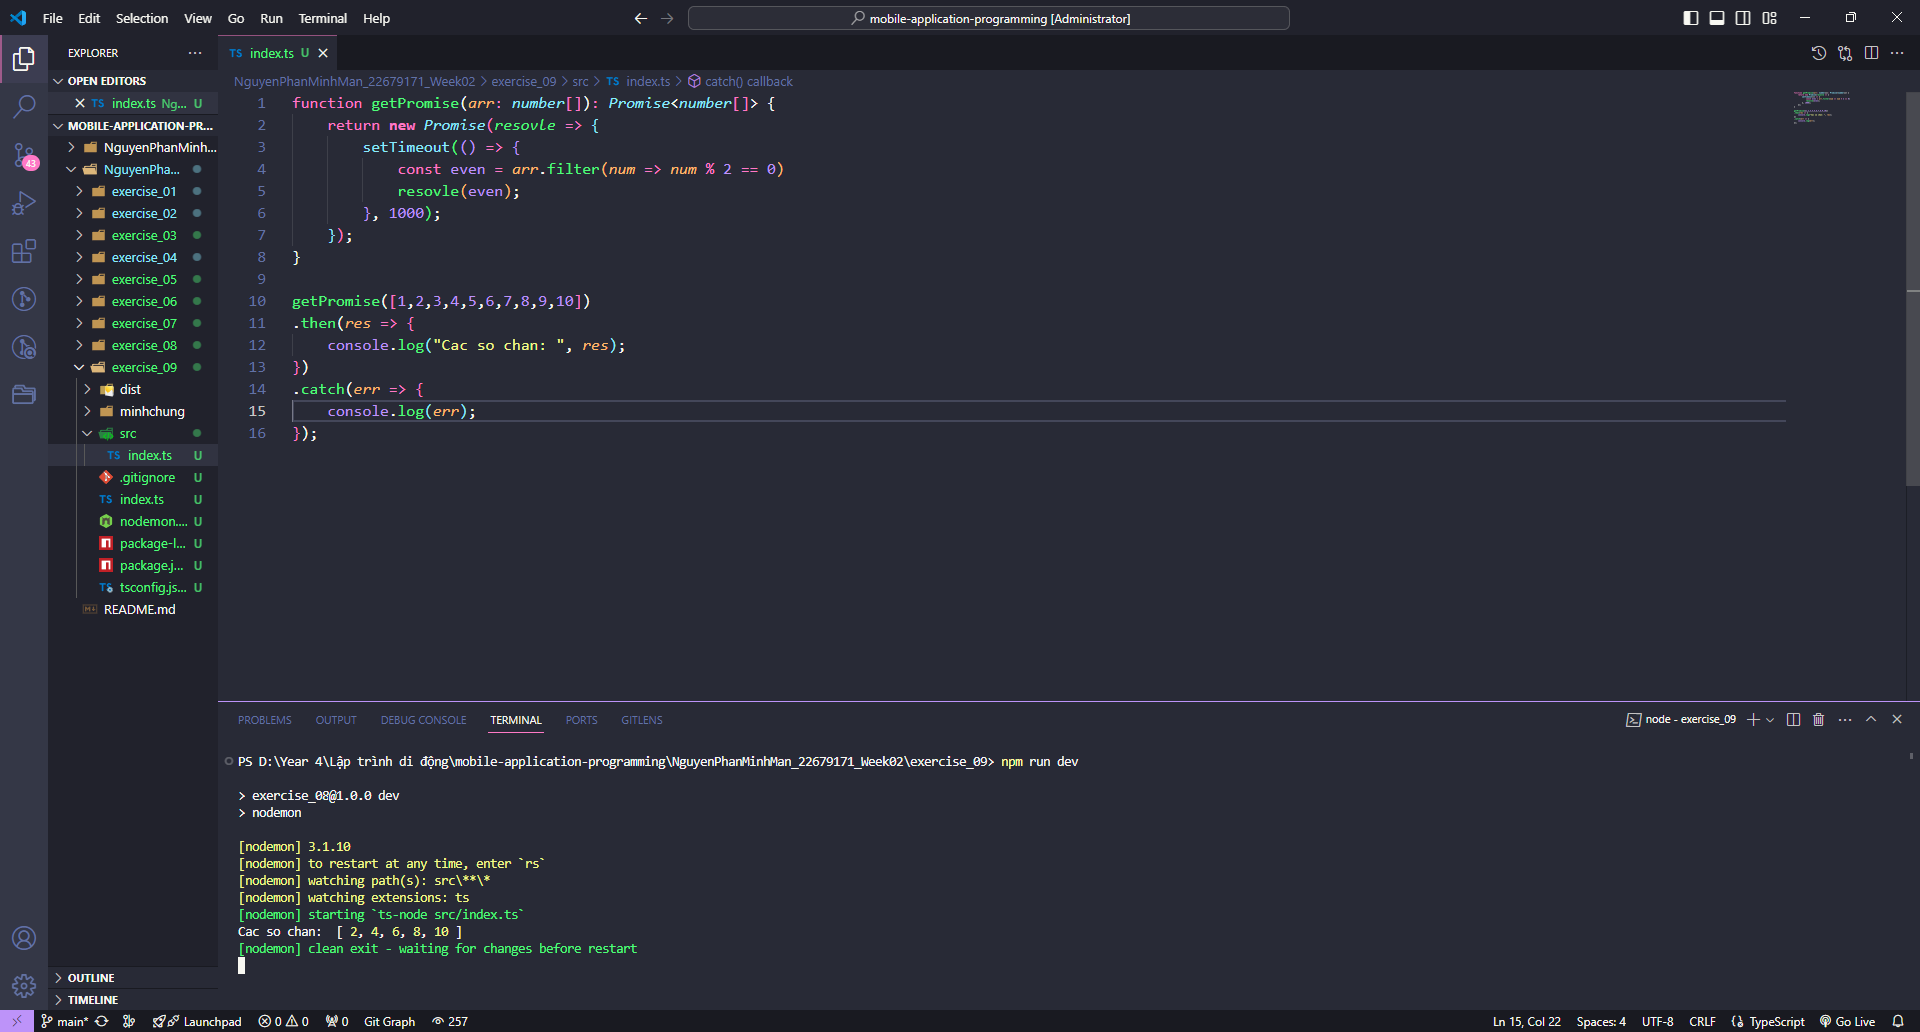 File Edit Selection View Go Run Terminal Help
mobile-application-programming [Administrator]
EXPLORER
OPEN EDITORS
TS index.ts Ng... U
MOBILE-APPLICATION-PR...
NguyenPhanMinh...
NguyenPha...
exercise_01
exercise_02
exercise_03
exercise_04
exercise_05
exercise_06
exercise_07
exercise_08
exercise_09
dist
minhchung
src
TS index.ts U
.gitignore U
TS index.ts U
nodemon.... U
package-l... U
package.j... U
TS tsconfig.js... U
README.md
OUTLINE
TIMELINE
43
TS index.ts U
NguyenPhanMinhMan_22679171_Week02 > exercise_09 > src > TS index.ts > catch() callback
1 function getPromise(arr: number[]): Promise<number[]> {
2 return new Promise(resovle => {
3 setTimeout(() => {
4 const even = arr.filter(num => num % 2 == 0)
5 resovle(even);
6 }, 1000);
7 });
8 }
9
10 getPromise([1,2,3,4,5,6,7,8,9,10])
11 .then(res => {
12 console.log("Cac so chan: ", res);
13 })
14 .catch(err => {
15 console.log(err);
16 });
PROBLEMS OUTPUT DEBUG CONSOLE TERMINAL PORTS GITLENS
node - exercise_09
PS D:\Year 4\Lập trình di động\mobile-application-programming\NguyenPhanMinhMan_22679171_Week02\exercise_09> npm run dev
> exercise_08@1.0.0 dev
> nodemon
[nodemon] 3.1.10
[nodemon] to restart at any time, enter `rs`
[nodemon] watching path(s): src\**\*
[nodemon] watching extensions: ts
[nodemon] starting `ts-node src/index.ts`
Cac so chan:  [ 2, 4, 6, 8, 10 ]
[nodemon] clean exit - waiting for changes before restart
main* Launchpad 0 0 0 Git Graph 257
Ln 15, Col 22 Spaces: 4 UTF-8 CRLF {} TypeScript Go Live